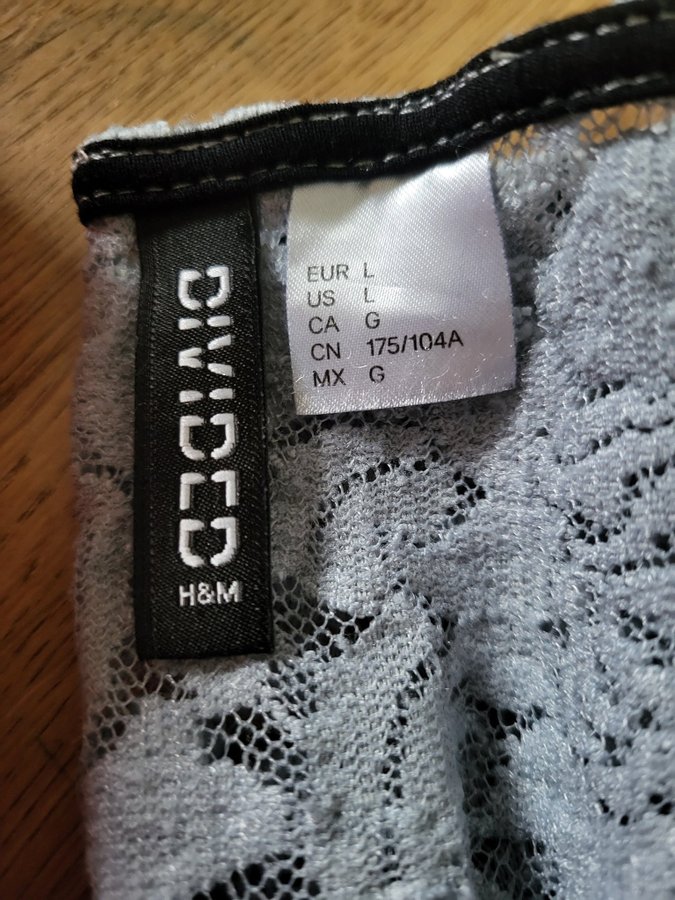 DIVIDED
H&M
EUR L
US L
CA G
CN 175/104A
MX G